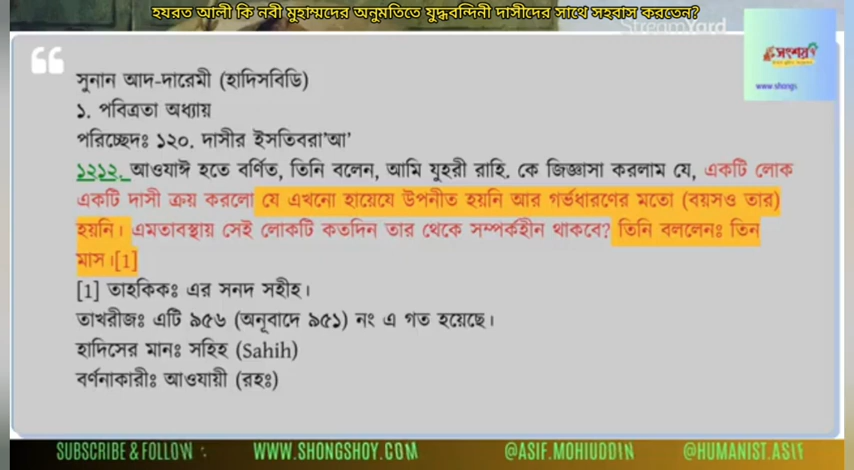 হযরত আলী কি নবী মুহাম্মদের অনুমতিতে যুদ্ধবন্দিনী দাসীদের সাথে সহবাস করতেন?
StreamYard
সংশয়
www.shongs
সুনান আদ-দারেমী (হাদিসবিডি)
১. পবিত্রতা অধ্যায়
পরিচ্ছেদঃ ১২০. দাসীর ইসতিবরা’আ’
১২১২. আওযাঈ হতে বর্ণিত, তিনি বলেন, আমি যুহরী রাহি. কে জিজ্ঞাসা করলাম যে, একটি লোক
একটি দাসী ক্রয় করলো যে এখনো হায়েযে উপনীত হয়নি আর গর্ভধারণের মতো (বয়সও তার)
হয়নি। এমতাবস্থায় সেই লোকটি কতদিন তার থেকে সম্পর্কহীন থাকবে? তিনি বললেনঃ তিন
মাস।[1]
[1] তাহকিকঃ এর সনদ সহীহ।
তাখরীজঃ এটি ৯৫৬ (অনূবাদে ৯৫১) নং এ গত হয়েছে।
হাদিসের মানঃ সহিহ (Sahih)
বর্ণনাকারীঃ আওযায়ী (রহঃ)
SUBSCRIBE & FOLLOW : WWW.SHONGSHOY.COM @ASIF.MOHIUDDIN @HUMANIST.ASIF